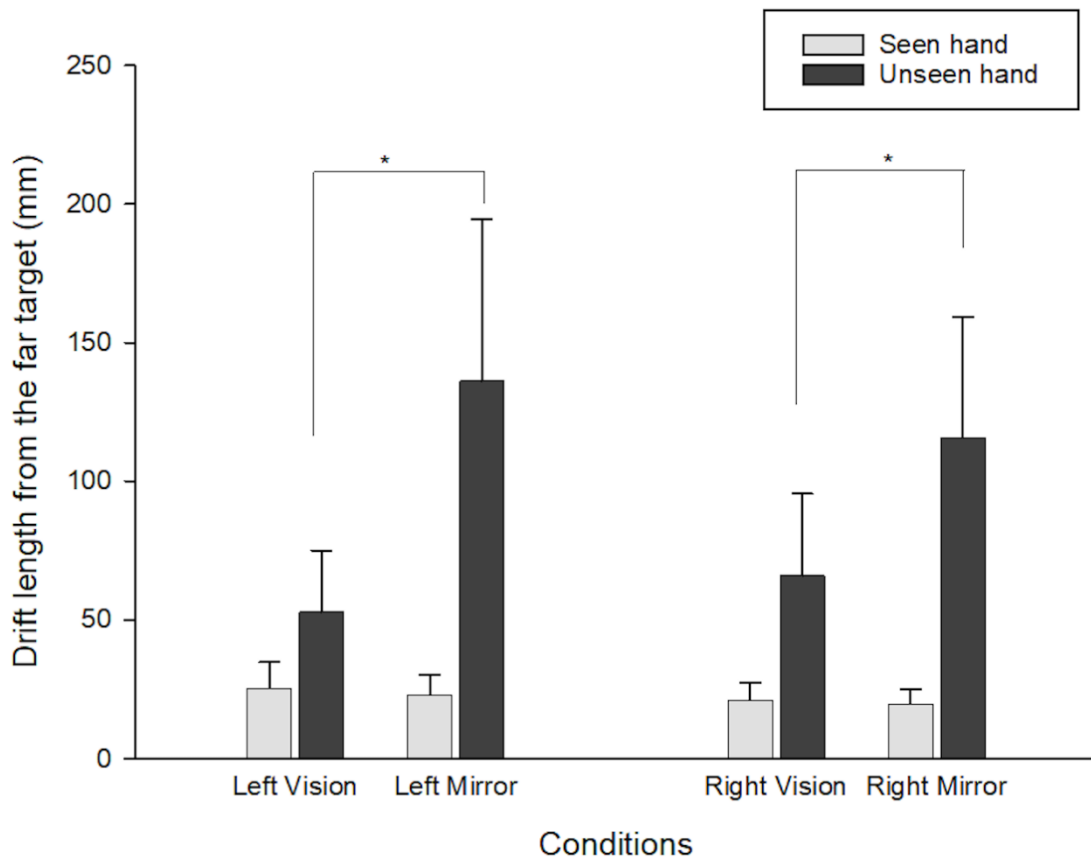 Seen hand
Unseen hand
250
200
150
100
50
0
*
*
Drift length from the far target (mm)
Left Vision Left Mirror Right Vision Right Mirror
Conditions